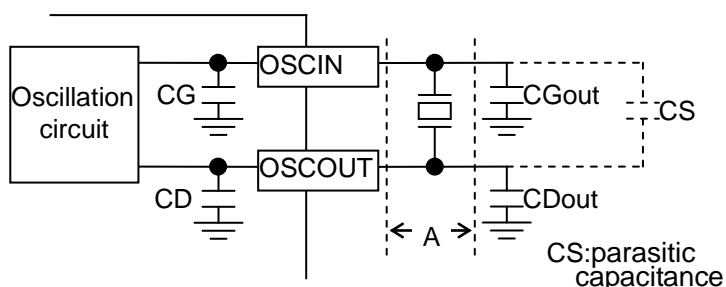 OSCIN
Oscillation
circuit
CG
CGout
CS
OSCOUT
CD
CDout
A
CS:parasitic
capacitance